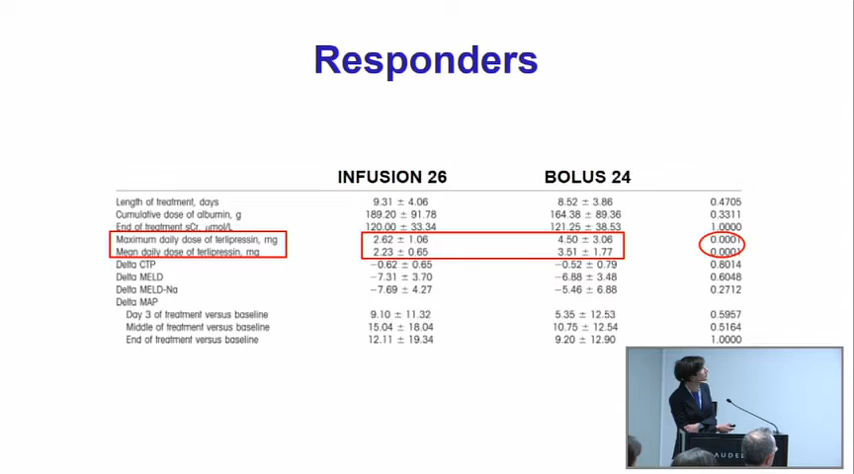 Responders
INFUSION 26 BOLUS 24
Length of treatment, days 9.31 ± 4.06 8.52 ± 3.86 0.4705
Cumulative dose of albumin, g 189.20 ± 91.78 164.38 ± 89.36 0.3311
End of treatment sCr, μmol/L 120.00 ± 33.34 121.25 ± 38.53 1.0000
Maximum daily dose of terlipressin, mg 2.62 ± 1.06 4.50 ± 3.06 0.0001
Mean daily dose of terlipressin, mg 2.23 ± 0.65 3.51 ± 1.77 0.0001
Delta CTP −0.62 ± 0.65 −0.52 ± 0.79 0.8014
Delta MELD −7.31 ± 3.70 −6.88 ± 3.48 0.6048
Delta MELD-Na −7.69 ± 4.27 −5.46 ± 6.88 0.2712
Delta MAP
Day 3 of treatment versus baseline 9.10 ± 11.32 5.35 ± 12.53 0.5957
Middle of treatment versus baseline 15.04 ± 18.04 10.75 ± 12.54 0.5164
End of treatment versus baseline 12.11 ± 19.34 9.20 ± 12.90 1.0000